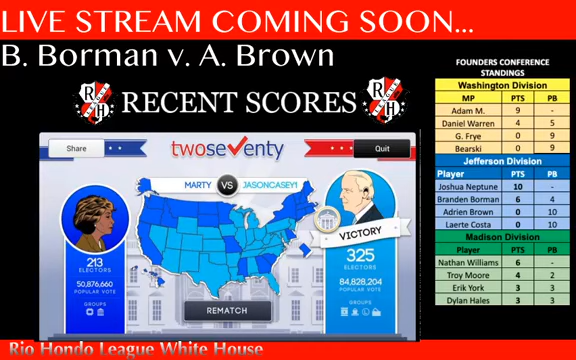 LIVE STREAM COMING SOON...
B. Borman v. A. Brown
RH RECENT SCORES RH
Share
twoseventy
Quit
MARTY VS JASONCASEY1
VICTORY
213
ELECTORS
50,876,660
POPULAR VOTE
GROUPS
325
ELECTORS
84,828,204
POPULAR VOTE
GROUPS
REMATCH
Rio Hondo League White House
FOUNDERS CONFERENCE
STANDINGS
Washington Division
MP PTS PB
Adam M. 9 -
Daniel Warren 4 5
G. Frye 0 9
Bearski 0 9
Jefferson Division
Player PTS PB
Joshua Neptune 10 -
Branden Borman 6 4
Adrien Brown 0 10
Laerte Costa 0 10
Madison Division
Player PTS PB
Nathan Williams 6 -
Troy Moore 4 2
Erik York 3 3
Dylan Hales 3 3